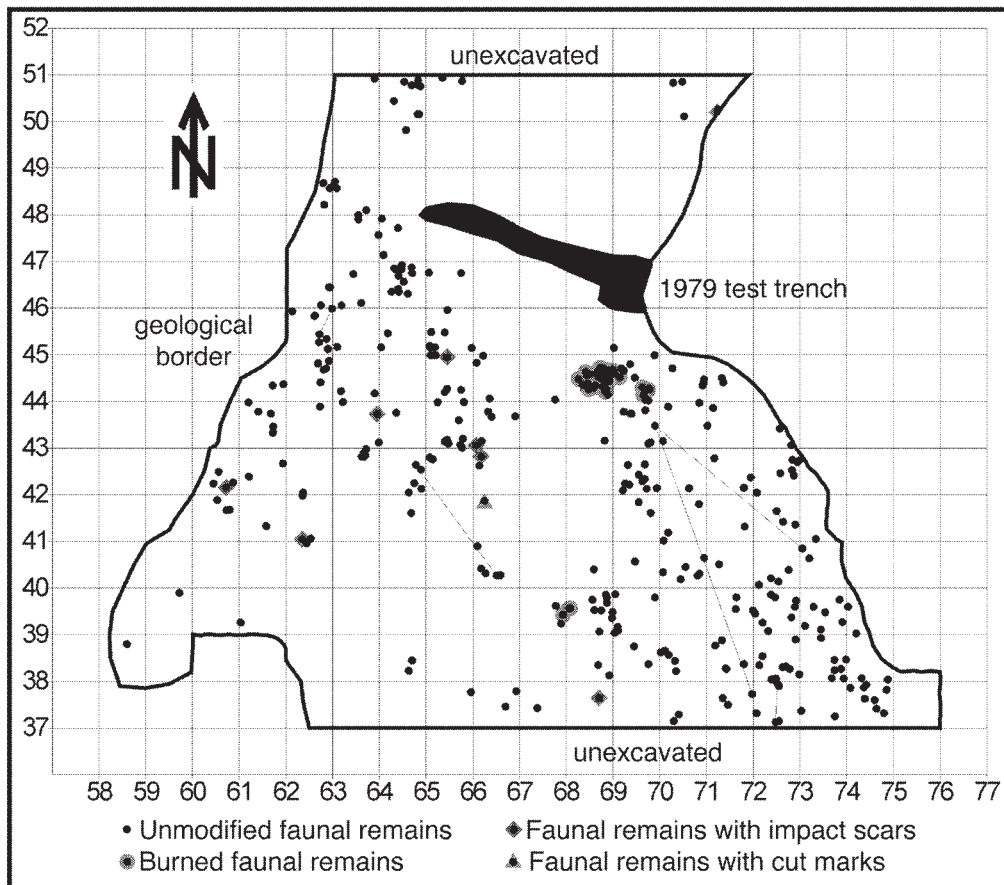 52
unexcavated
51
50
N
49
48
47
1979 test trench
46
geological
border
45
44
43
42
41
40
39
38
37
unexcavated
58 59 60 61 62 63 64 65 66 67 68 69 70 71 72 73 74 75 76 77
Unmodified faunal remains
Faunal remains with impact scars
Burned faunal remains
Faunal remains with cut marks